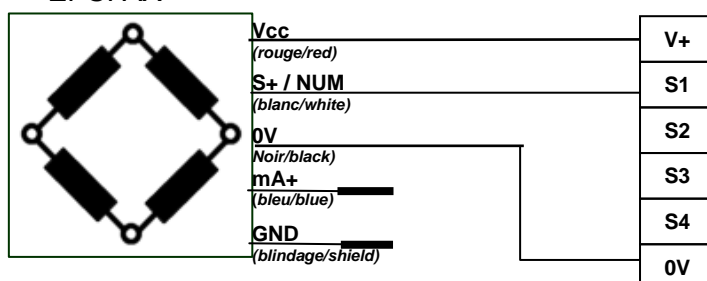 Vcc
(rouge/red)
S+ / NUM
(blanc/white)
0V
Noir/black)
mA+
(bleu/blue)
GND
(blindage/shield)
V+
S1
S2
S3
S4
0V